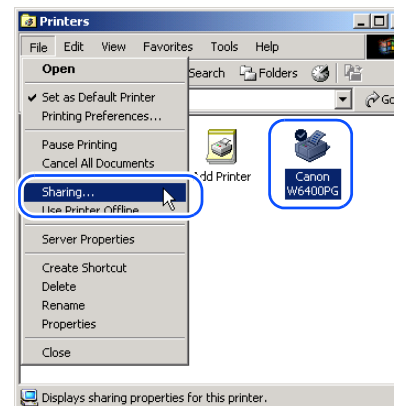 Printers
File Edit View Favorites Tools Help
Search Folders
Go
Open
Set as Default Printer
Printing Preferences...
Pause Printing
Cancel All Documents
Sharing...
Use Printer Offline
Server Properties
Create Shortcut
Delete
Rename
Properties
Close
Add Printer
Canon
W6400PG
Displays sharing properties for this printer.